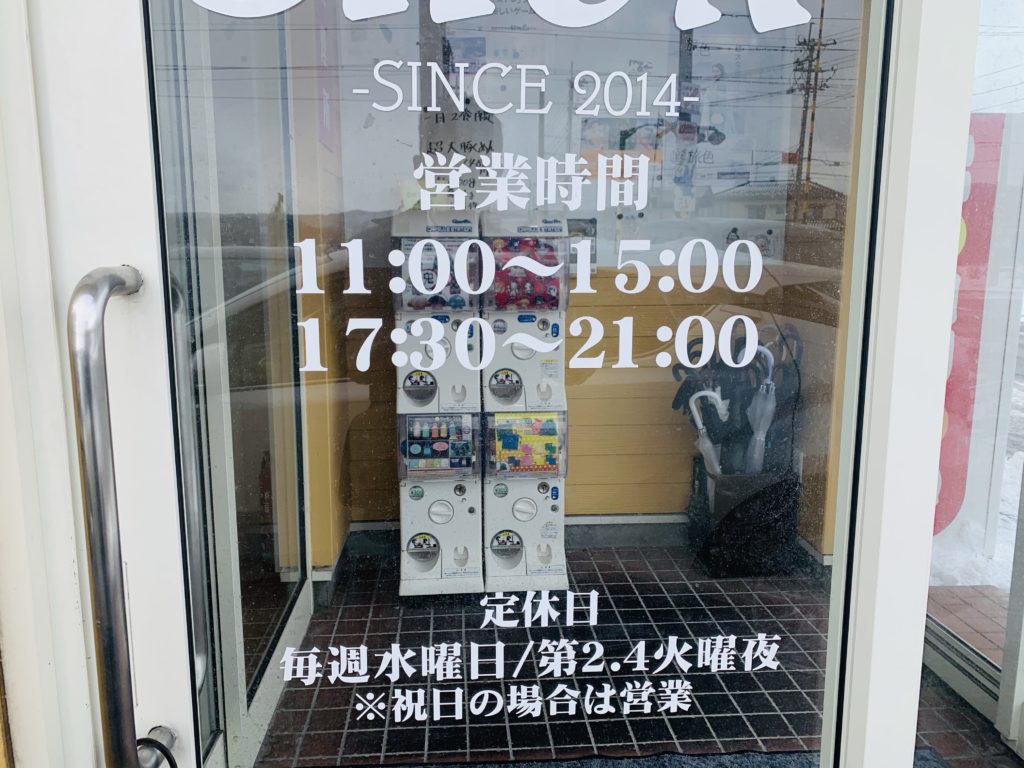 -SINCE 2014-
営業時間
11:00～15:00
17:30～21:00
定休日
毎週水曜日/第2.4火曜夜
※祝日の場合は営業